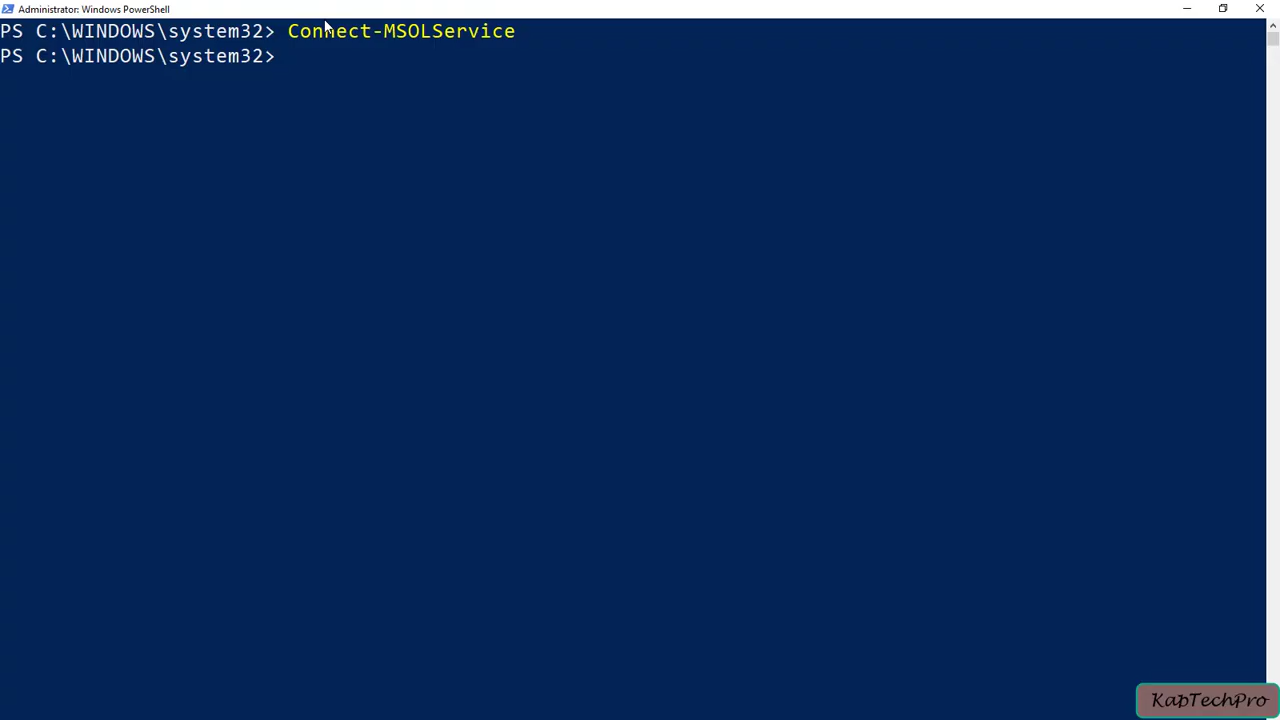 Administrator: Windows PowerShell
PS C:\WINDOWS\system32> Connect-MSOLService
PS C:\WINDOWS\system32>
KapTechPro